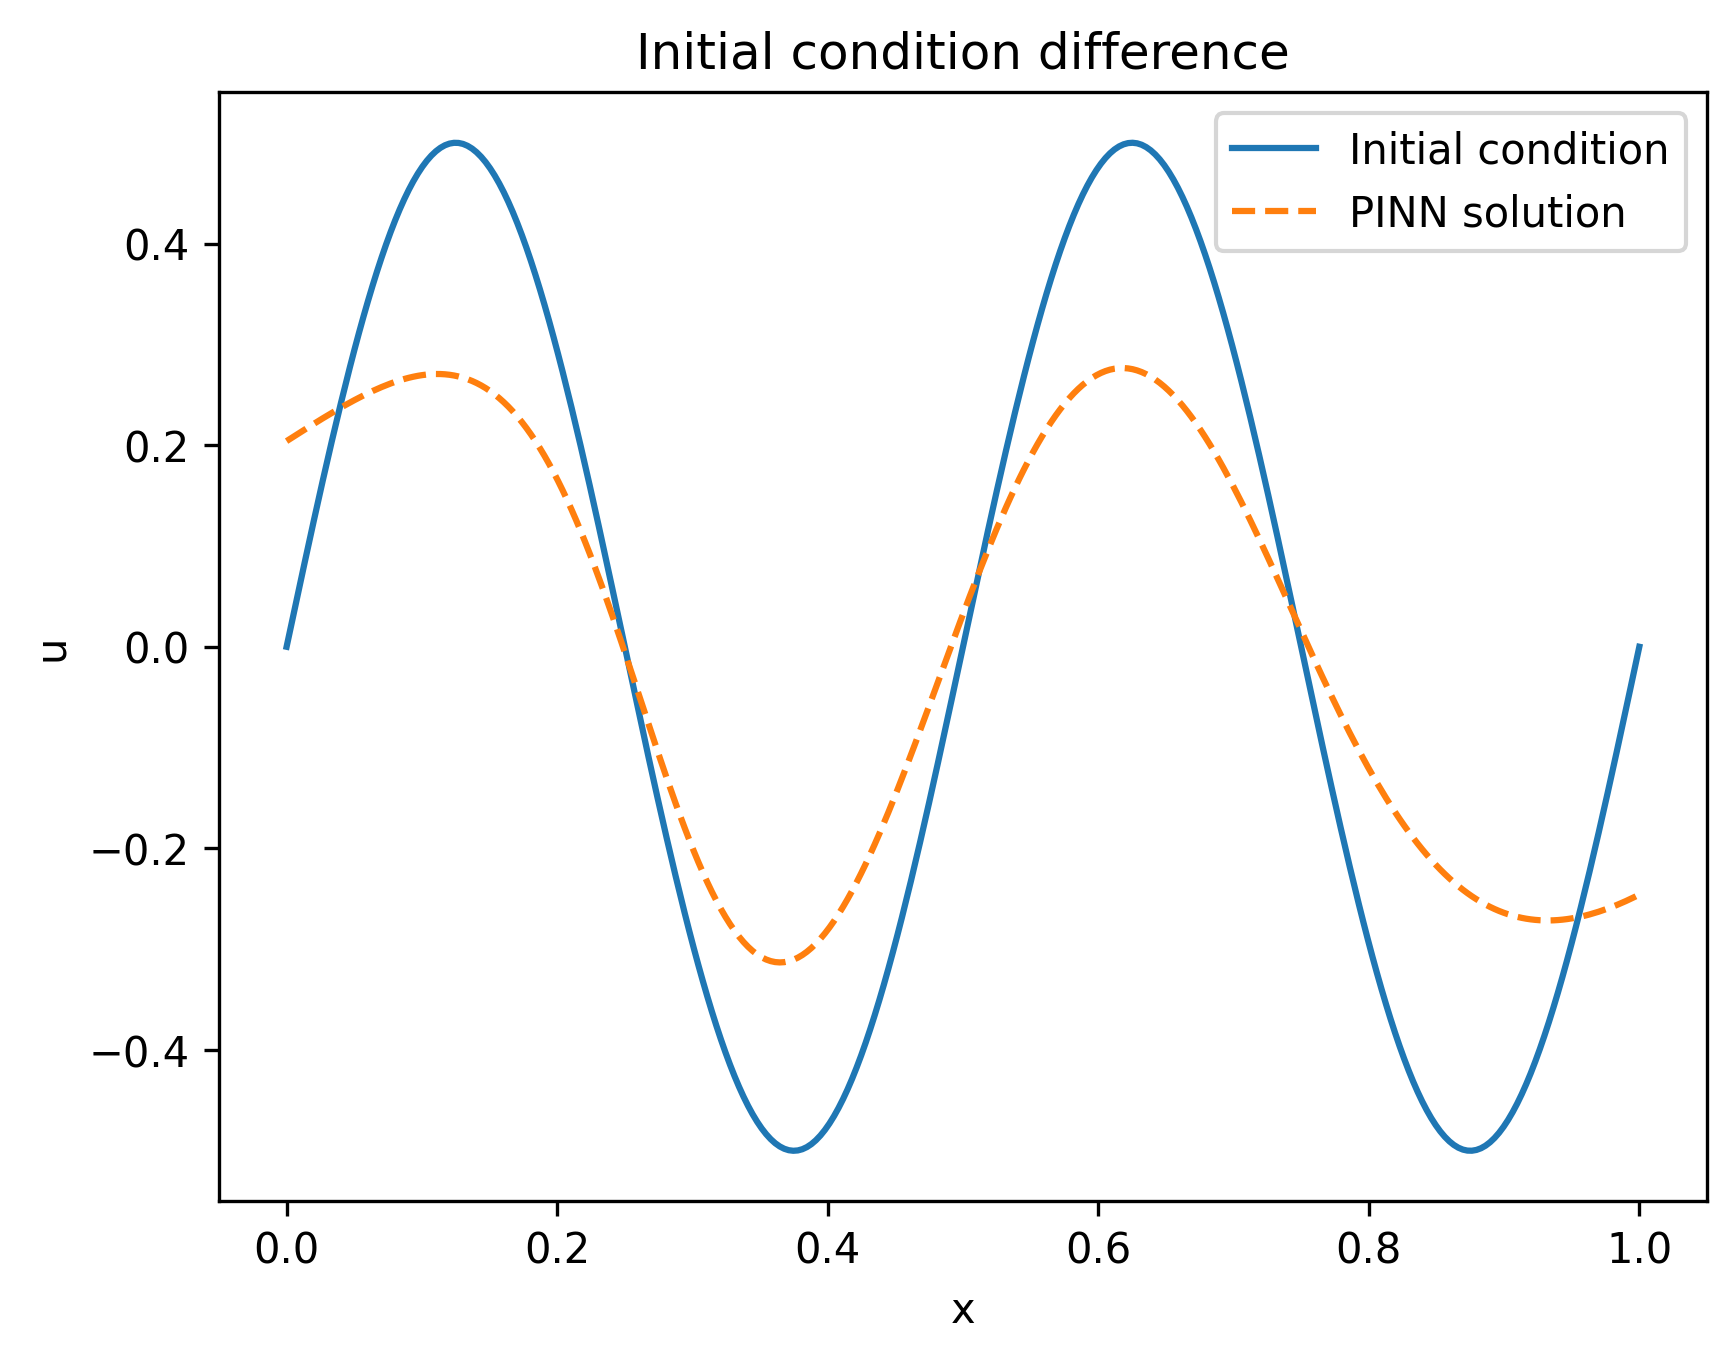 Initial condition difference
Initial condition
PINN solution
0.4
0.2
0.0
−0.2
−0.4
u
0.0 0.2 0.4 0.6 0.8 1.0
x